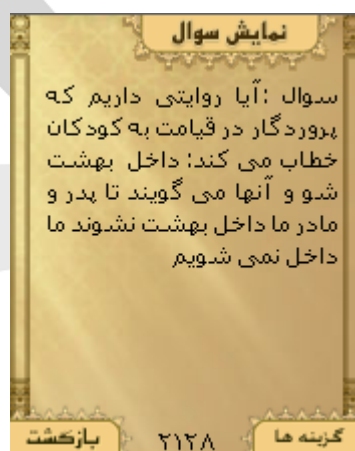 نمایش سوال
سوال :آیا روایتی داریم که
پروردگار در قیامت به کودکان
خطاب می کند: داخل بهشت
شو و آنها می گویند تا پدر و
مادر ما داخل بهشت نشوند ما
داخل نمی شویم
گزینه ها
۲۱۲۸
بازگشت